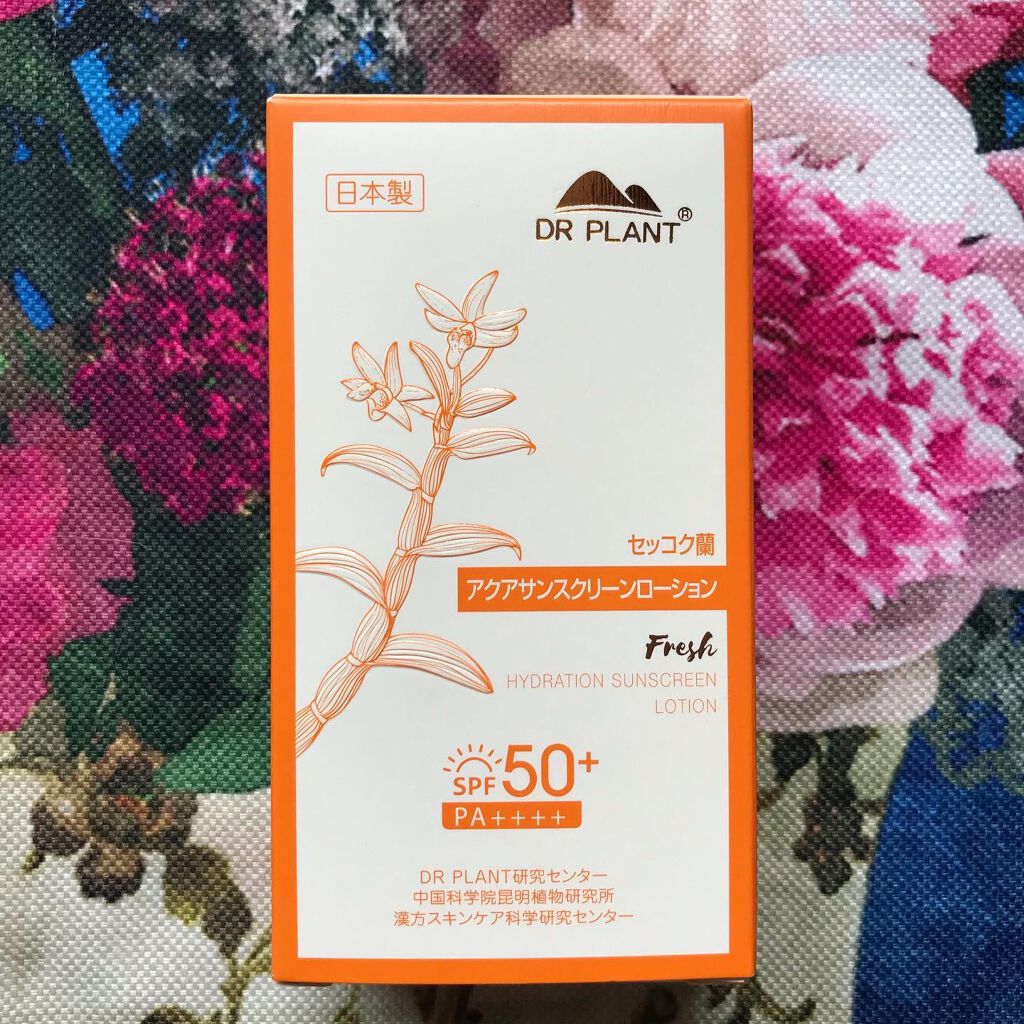 日本製
DR PLANT®
セッコク蘭
アクアサンスクリーンローション
Fresh
HYDRATION SUNSCREEN
LOTION
SPF 50+
PA++++
DR PLANT研究センター
中国科学院昆明植物研究所
漢方スキンケア科学研究センター